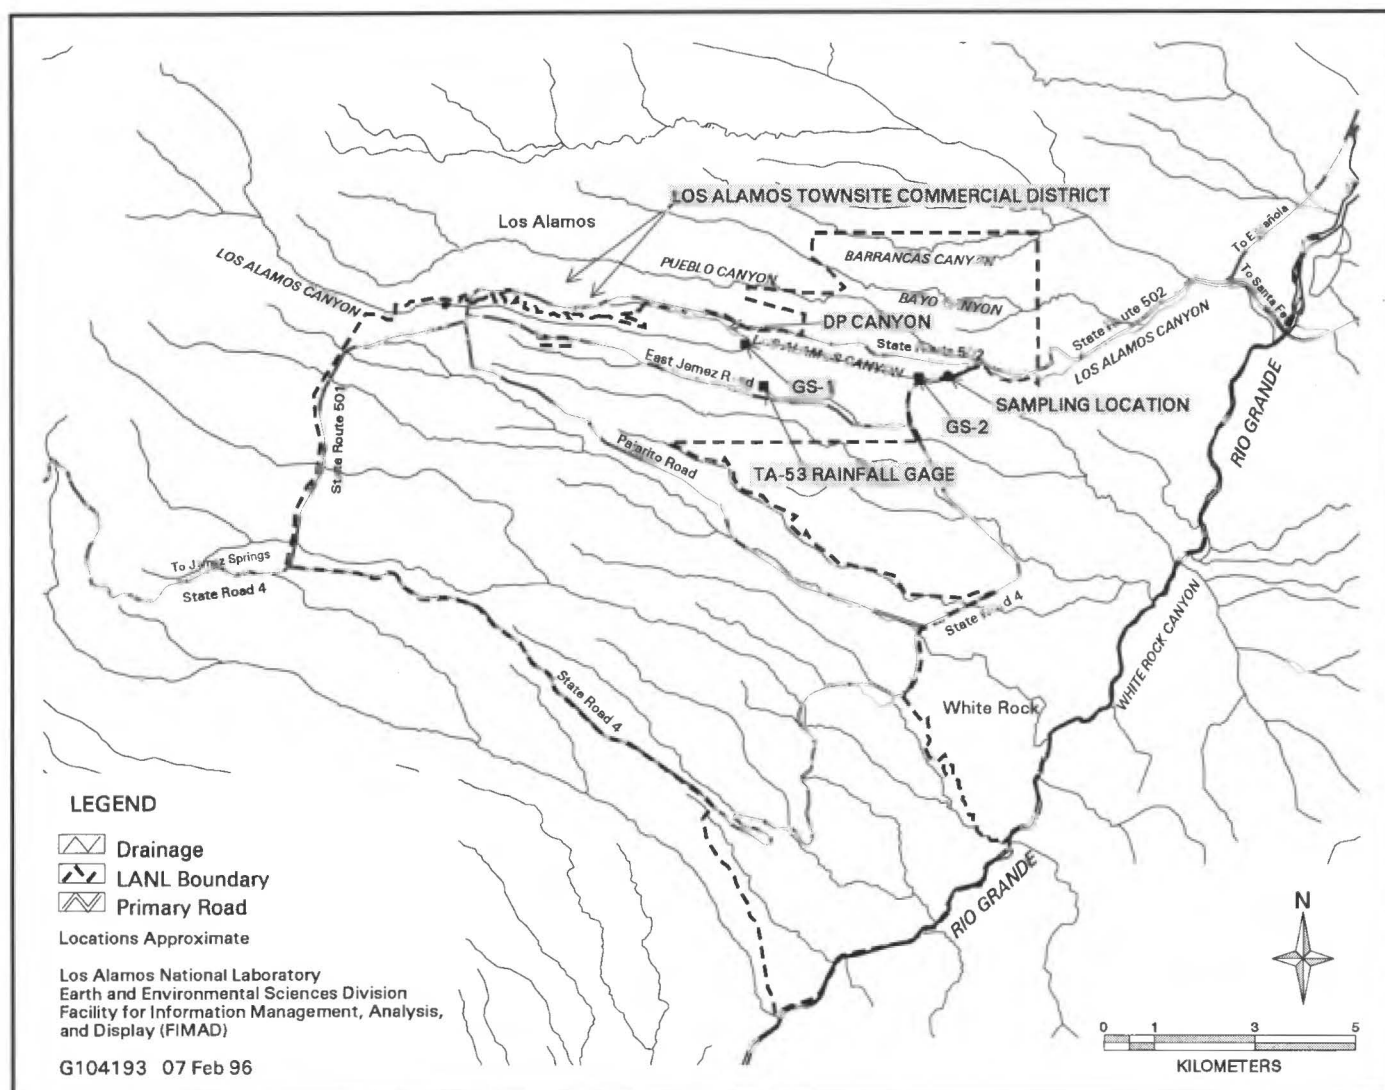 LOS ALAMOS TOWNSITE COMMERCIAL DISTRICT
Los Alamos
To Española
BARRANCAS CANYON
LOS ALAMOS CANYON
PUEBLO CANYON
To Santa Fe
BAYO CANYON
State Route 502
DP CANYON
LOS ALAMOS CANYON
LOS ALAMOS CANYON
State Route 502
East Jemez Road
GS-1
SAMPLING LOCATION
GS-2
State Route 501
RIO GRANDE
Pajarito Road
TA-53 RAINFALL GAGE
To Jemez Springs
State Road 4
State Road 4
WHITE ROCK CANYON
State Road 4
White Rock
RIO GRANDE
LEGEND
Drainage
LANL Boundary
Primary Road
Locations Approximate
Los Alamos National Laboratory
Earth and Environmental Sciences Division
Facility for Information Management, Analysis,
and Display (FIMAD)
G104193 07 Feb 96
N
0 1 3 5
KILOMETERS